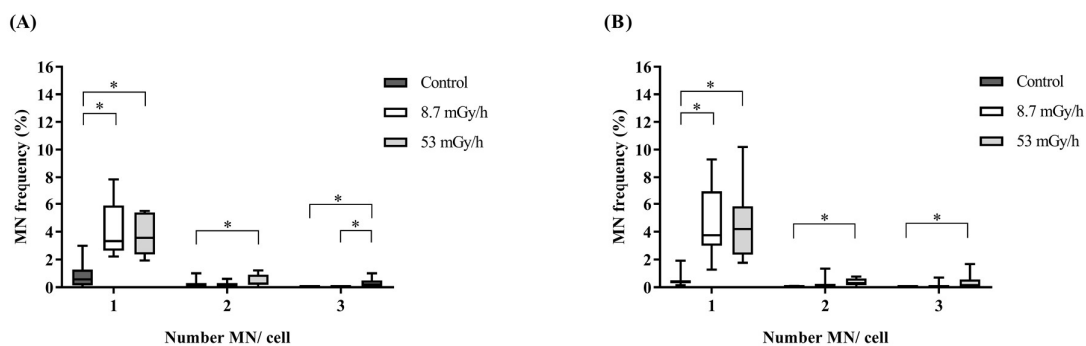 (A)
MN frequency (%)
16
14
12
10
8
6
4
2
0
*
*
*
*
*
Control
8.7 mGy/h
53 mGy/h
1 2 3
Number MN/ cell
(B)
MN frequency (%)
16
14
12
10
8
6
4
2
0
*
*
*
*
Control
8.7 mGy/h
53 mGy/h
1 2 3
Number MN/ cell